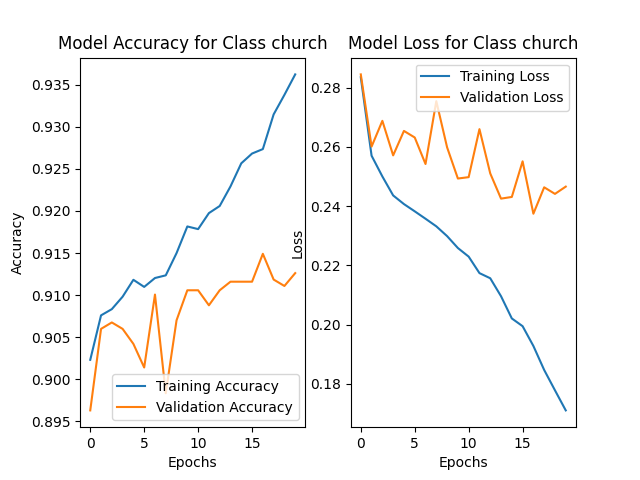 Model Accuracy for Class church
0.935
0.930
0.925
0.920
0.915
0.910
0.905
0.900
0.895
Accuracy
Training Accuracy
Validation Accuracy
0 5 10 15
Epochs
Model Loss for Class church
Training Loss
Validation Loss
0.28
0.26
0.24
0.22
0.20
0.18
Loss
0 5 10 15
Epochs